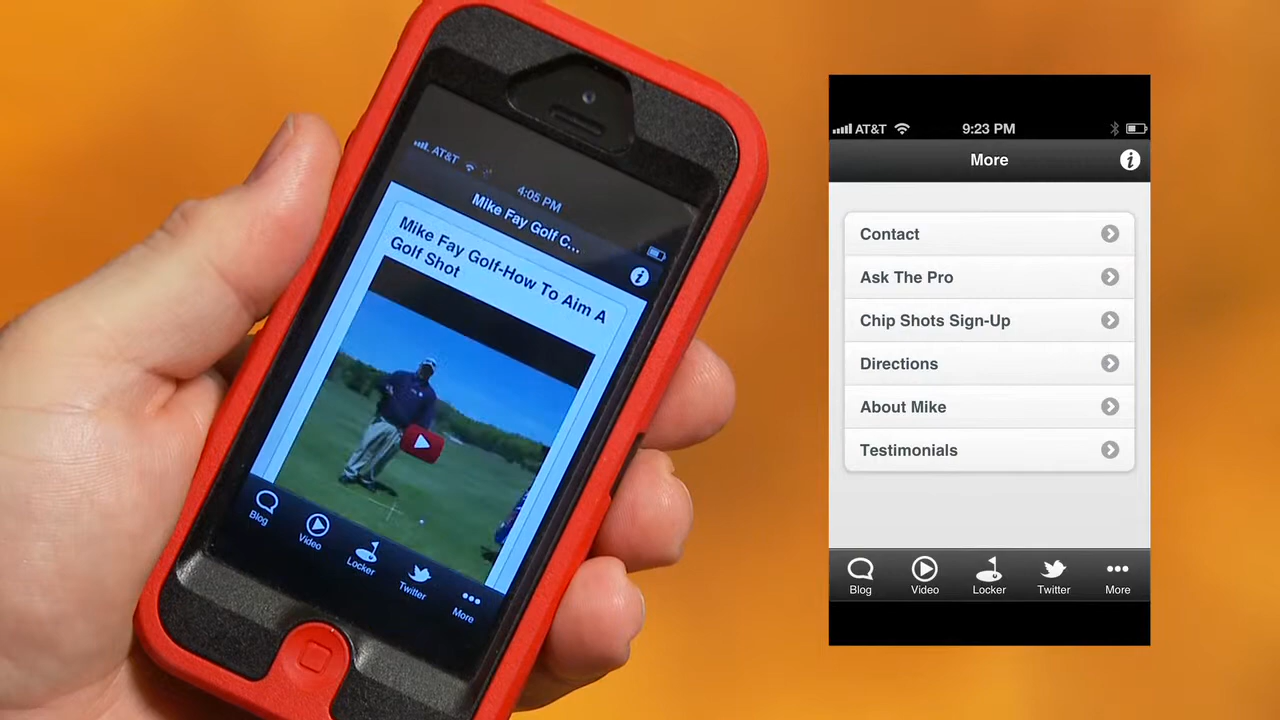 AT&T
4:05 PM
Mike Fay Golf C...
Mike Fay Golf-How To Aim A
Golf Shot
Blog
Video
Locker
Twitter
More
AT&T 9:23 PM
More
Contact
Ask The Pro
Chip Shots Sign-Up
Directions
About Mike
Testimonials
Blog Video Locker Twitter More